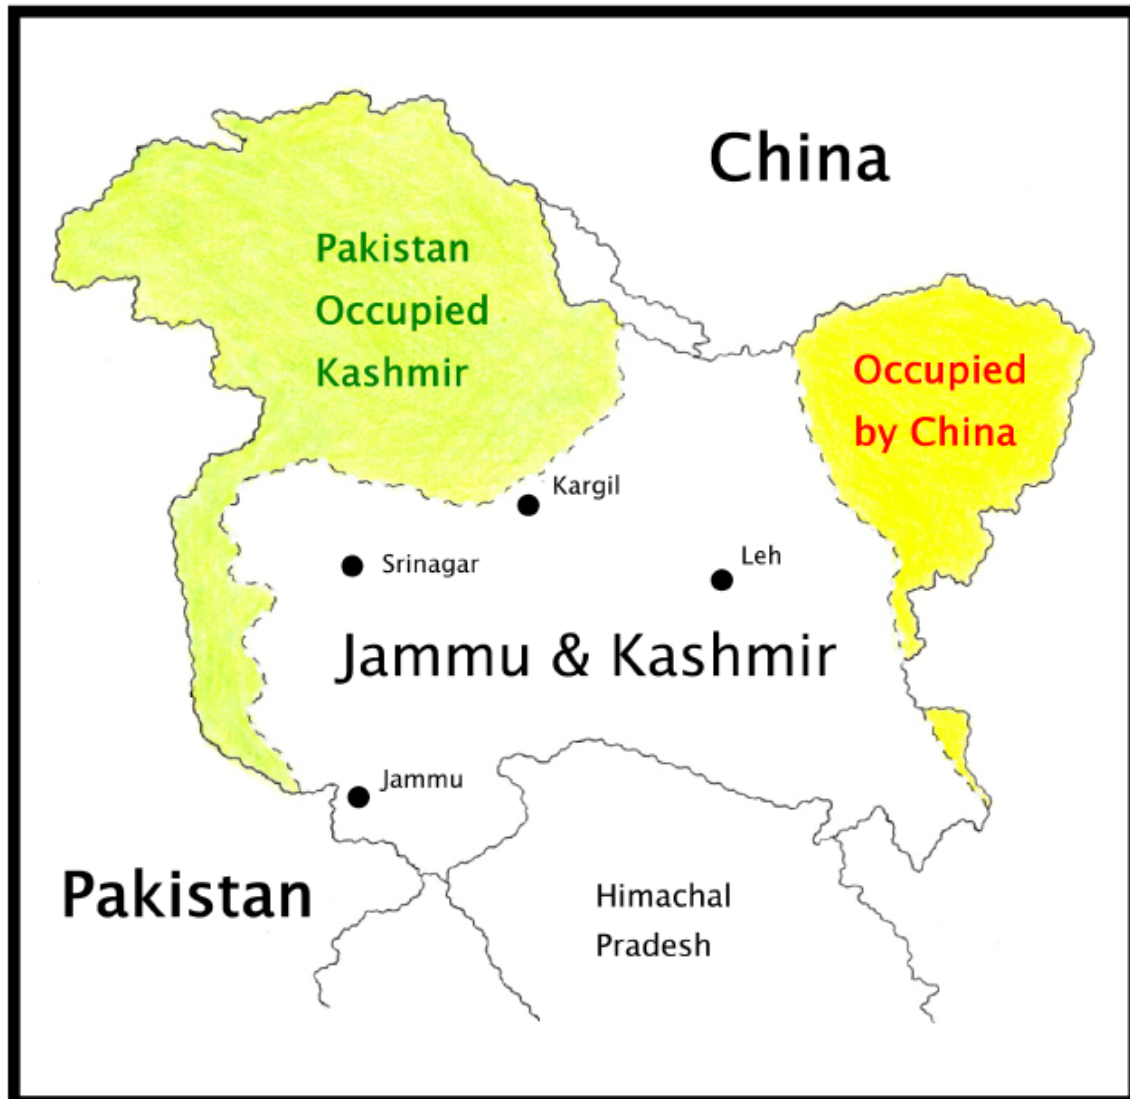 China
Pakistan
Occupied
Kashmir
Occupied
by China
Kargil
Srinagar
Leh
Jammu & Kashmir
Jammu
Pakistan
Himachal
Pradesh